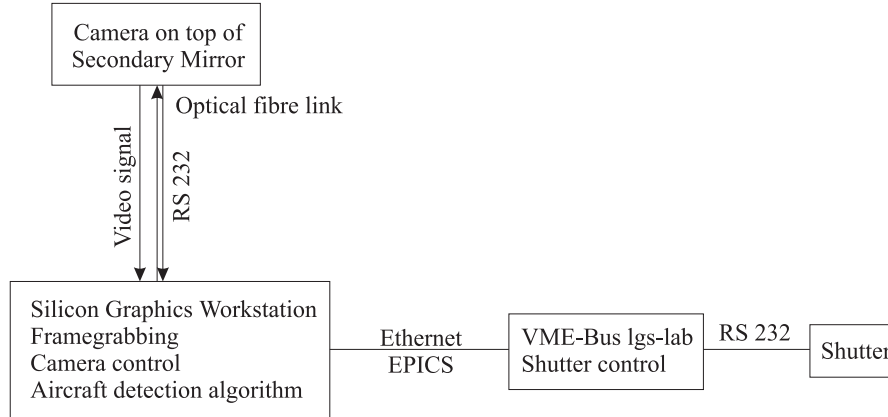 Camera on top of
Secondary Mirror
Optical fibre link
Video signal
RS 232
Silicon Graphics Workstation
Framegrabbing
Camera control
Aircraft detection algorithm
Ethernet
EPICS
VME-Bus lgs-lab
Shutter control
RS 232
Shutter